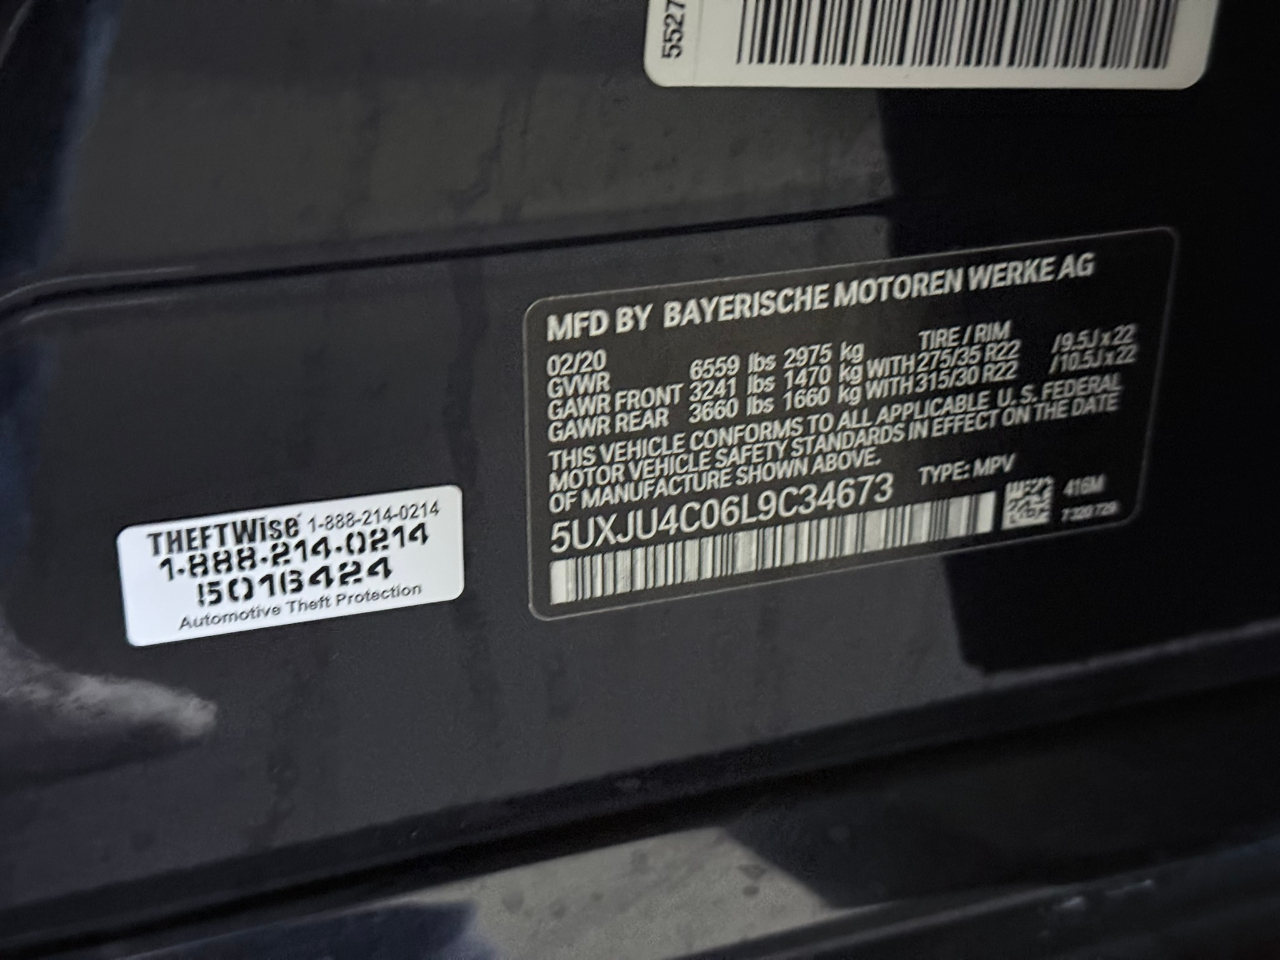 5527
MFD BY BAYERISCHE MOTOREN WERKE AG
02/20 TIRE / RIM
GVWR 6559 lbs 2975 kg
GAWR FRONT 3241 lbs 1470 kg WITH 275/35 R22 /9.5J x 22
GAWR REAR 3660 lbs 1660 kg WITH 315/30 R22 /10.5J x 22
THIS VEHICLE CONFORMS TO ALL APPLICABLE U. S. FEDERAL
MOTOR VEHICLE SAFETY STANDARDS IN EFFECT ON THE DATE
OF MANUFACTURE SHOWN ABOVE.
5UXJU4C06L9C34673 TYPE: MPV
416M
7 320 729
THEFTWise 1-888-214-0214
1-888-214-0214
15016424
Automotive Theft Protection